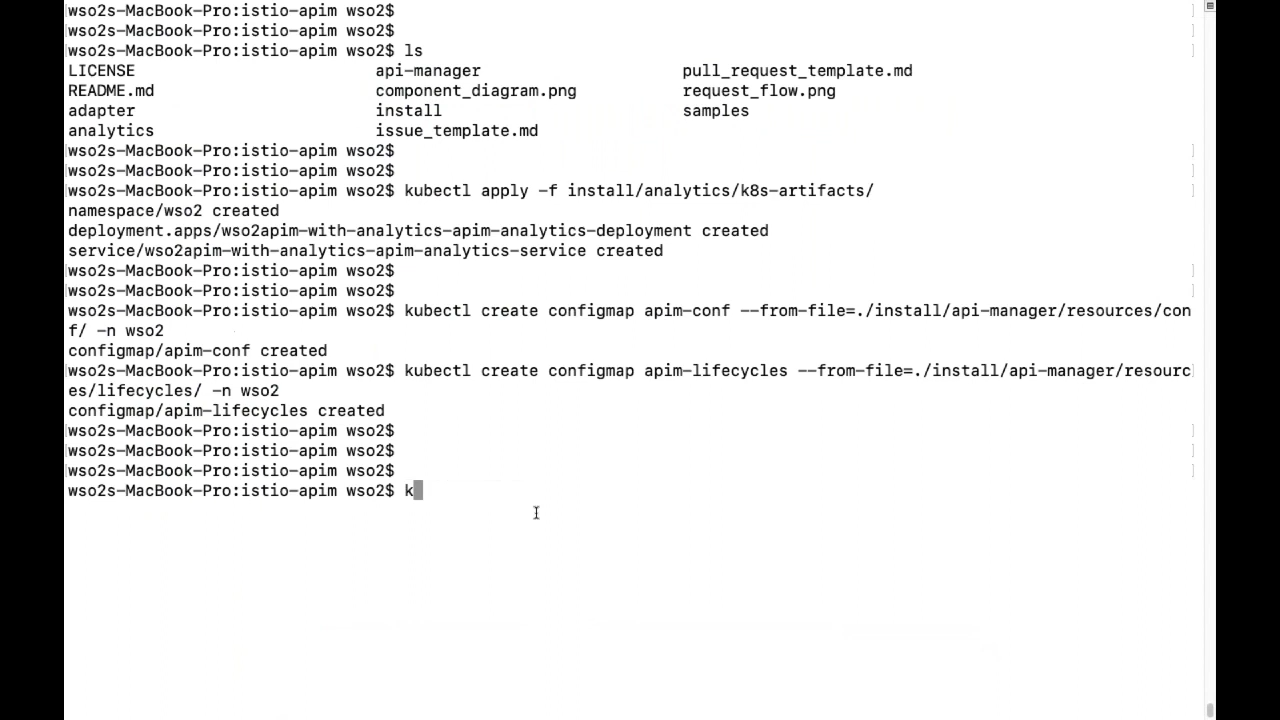 wso2s-MacBook-Pro:istio-apim wso2$
wso2s-MacBook-Pro:istio-apim wso2$
wso2s-MacBook-Pro:istio-apim wso2$ ls
LICENSE api-manager pull_request_template.md
README.md component_diagram.png request_flow.png
adapter install samples
analytics issue_template.md
wso2s-MacBook-Pro:istio-apim wso2$
wso2s-MacBook-Pro:istio-apim wso2$
wso2s-MacBook-Pro:istio-apim wso2$ kubectl apply -f install/analytics/k8s-artifacts/
namespace/wso2 created
deployment.apps/wso2apim-with-analytics-apim-analytics-deployment created
service/wso2apim-with-analytics-apim-analytics-service created
wso2s-MacBook-Pro:istio-apim wso2$
wso2s-MacBook-Pro:istio-apim wso2$
wso2s-MacBook-Pro:istio-apim wso2$ kubectl create configmap apim-conf --from-file=./install/api-manager/resources/con
f/ -n wso2
configmap/apim-conf created
wso2s-MacBook-Pro:istio-apim wso2$ kubectl create configmap apim-lifecycles --from-file=./install/api-manager/resourc
es/lifecycles/ -n wso2
configmap/apim-lifecycles created
wso2s-MacBook-Pro:istio-apim wso2$
wso2s-MacBook-Pro:istio-apim wso2$
wso2s-MacBook-Pro:istio-apim wso2$
wso2s-MacBook-Pro:istio-apim wso2$ k